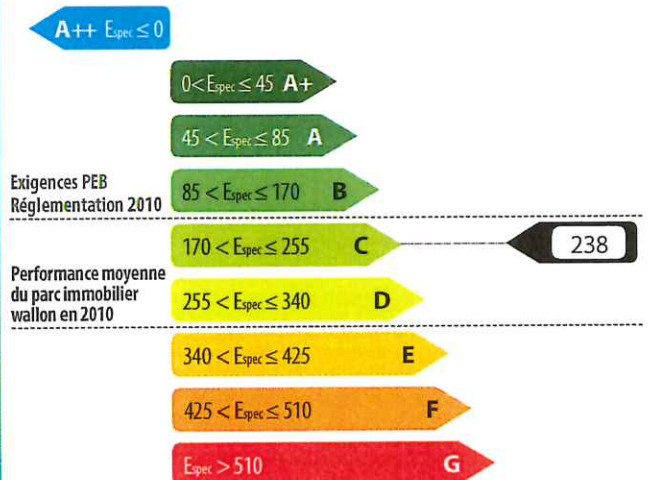 A++ Espec ≤ 0
0 < Espec ≤ 45 A+
45 < Espec ≤ 85 A
Exigences PEB
Réglementation 2010
85 < Espec ≤ 170 B
170 < Espec ≤ 255 C
238
Performance moyenne
du parc immobilier
wallon en 2010
255 < Espec ≤ 340 D
340 < Espec ≤ 425 E
425 < Espec ≤ 510 F
Espec > 510 G